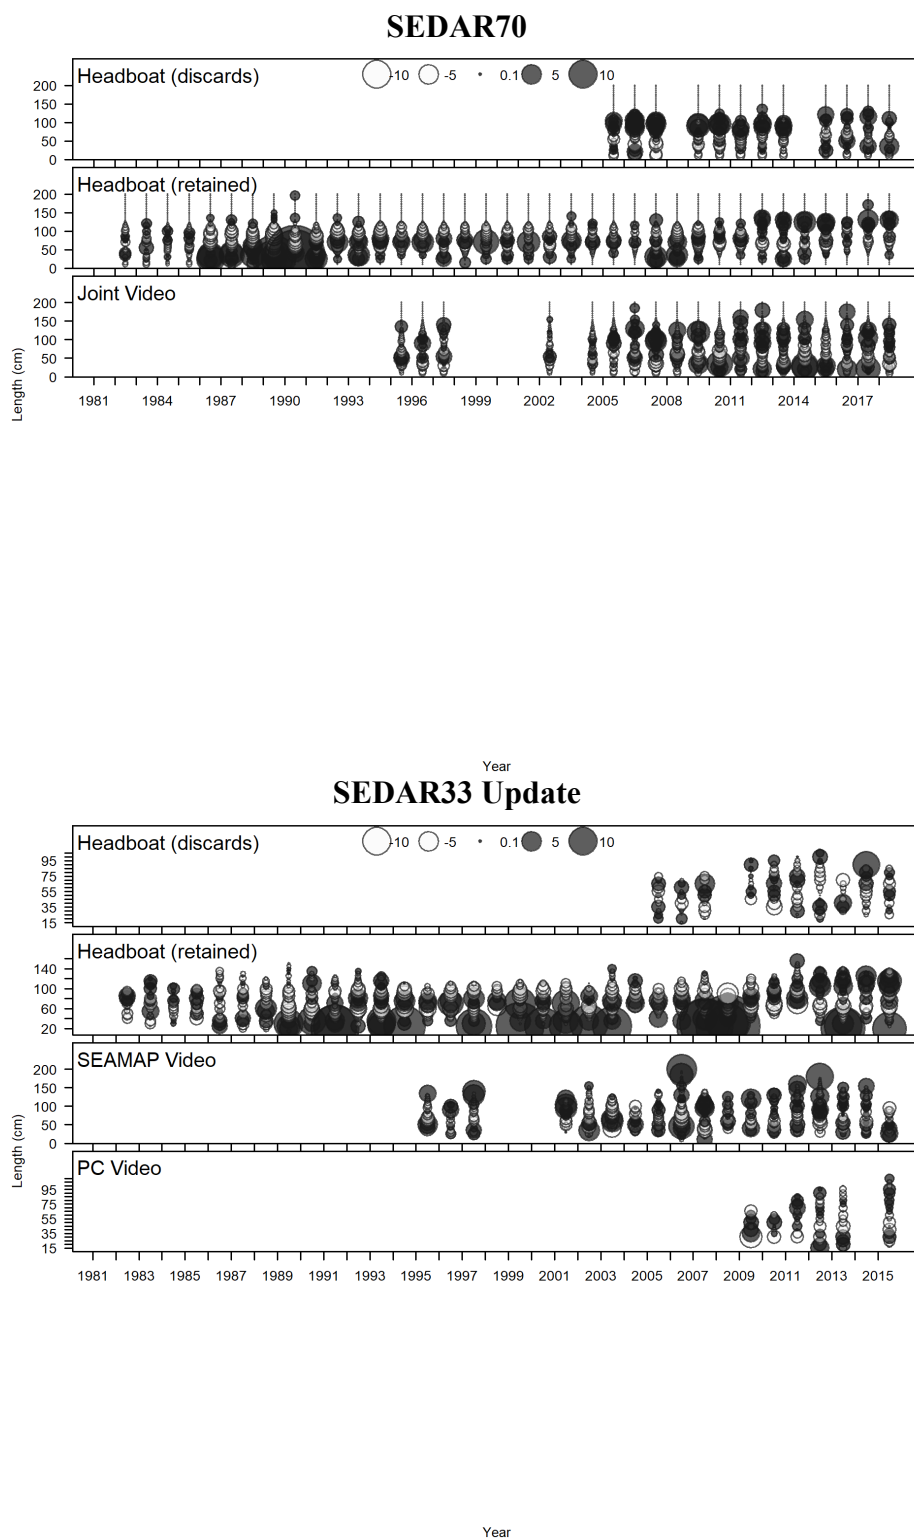 SEDAR70
Headboat (discards)
-10 -5 0.1 5 10
200
150
100
50
0
Headboat (retained)
200
150
100
50
0
Joint Video
200
150
100
50
0
Length (cm)
1981 1984 1987 1990 1993 1996 1999 2002 2005 2008 2011 2014 2017
Year
SEDAR33 Update
Headboat (discards)
-10 -5 0.1 5 10
95
75
55
35
15
Headboat (retained)
140
100
60
20
SEAMAP Video
200
150
100
50
0
Length (cm)
PC Video
95
75
55
35
15
1981 1983 1985 1987 1989 1991 1993 1995 1997 1999 2001 2003 2005 2007 2009 2011 2013 2015
Year